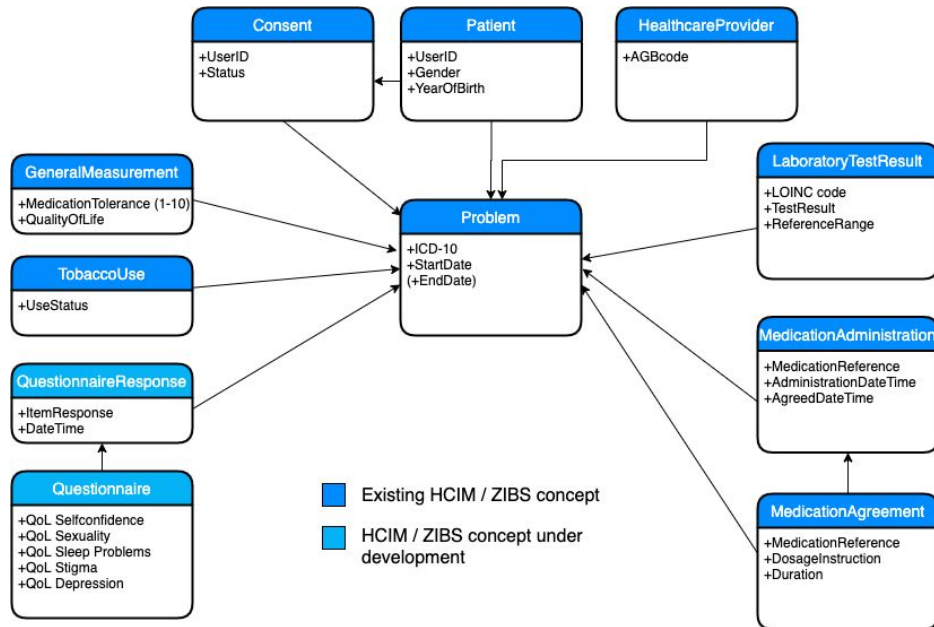 Consent
+UserID
+Status
Patient
+UserID
+Gender
+YearOfBirth
HealthcareProvider
+AGBcode
GeneralMeasurement
+MedicationTolerance (1-10)
+QualityOfLife
Problem
+ICD-10
+StartDate
(+EndDate)
LaboratoryTestResult
+LOINC code
+TestResult
+ReferenceRange
TobaccoUse
+UseStatus
MedicationAdministration
+MedicationReference
+AdministrationDateTime
+AgreedDateTime
QuestionnaireResponse
+ItemResponse
+DateTime
Questionnaire
+QoL Selfconfidence
+QoL Sexuality
+QoL Sleep Problems
+QoL Stigma
+QoL Depression
Existing HCIM / ZIBS concept
HCIM / ZIBS concept under
development
MedicationAgreement
+MedicationReference
+DosageInstruction
+Duration